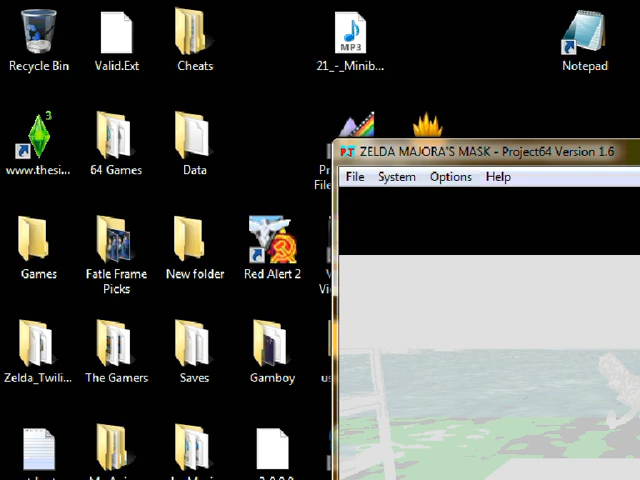 Recycle Bin
Valid.Ext
Cheats
21_-_Minib...
Notepad
MP3
3
www.thesi...
64 Games
Data
ZELDA MAJORA'S MASK - Project64 Version 1.6
File System Options Help
Games
Fatle Frame
Picks
New folder
Red Alert 2
Zelda_Twili...
The Gamers
Saves
Gamboy